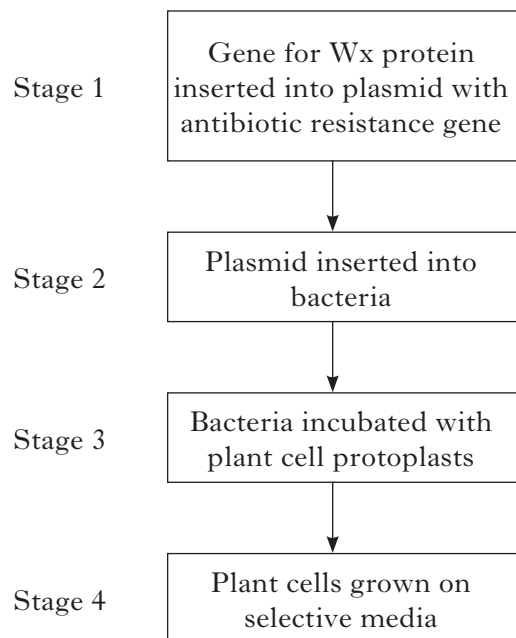 Stage 1
Gene for Wx protein
inserted into plasmid with
antibiotic resistance gene
Stage 2
Plasmid inserted into
bacteria
Stage 3
Bacteria incubated with
plant cell protoplasts
Stage 4
Plant cells grown on
selective media